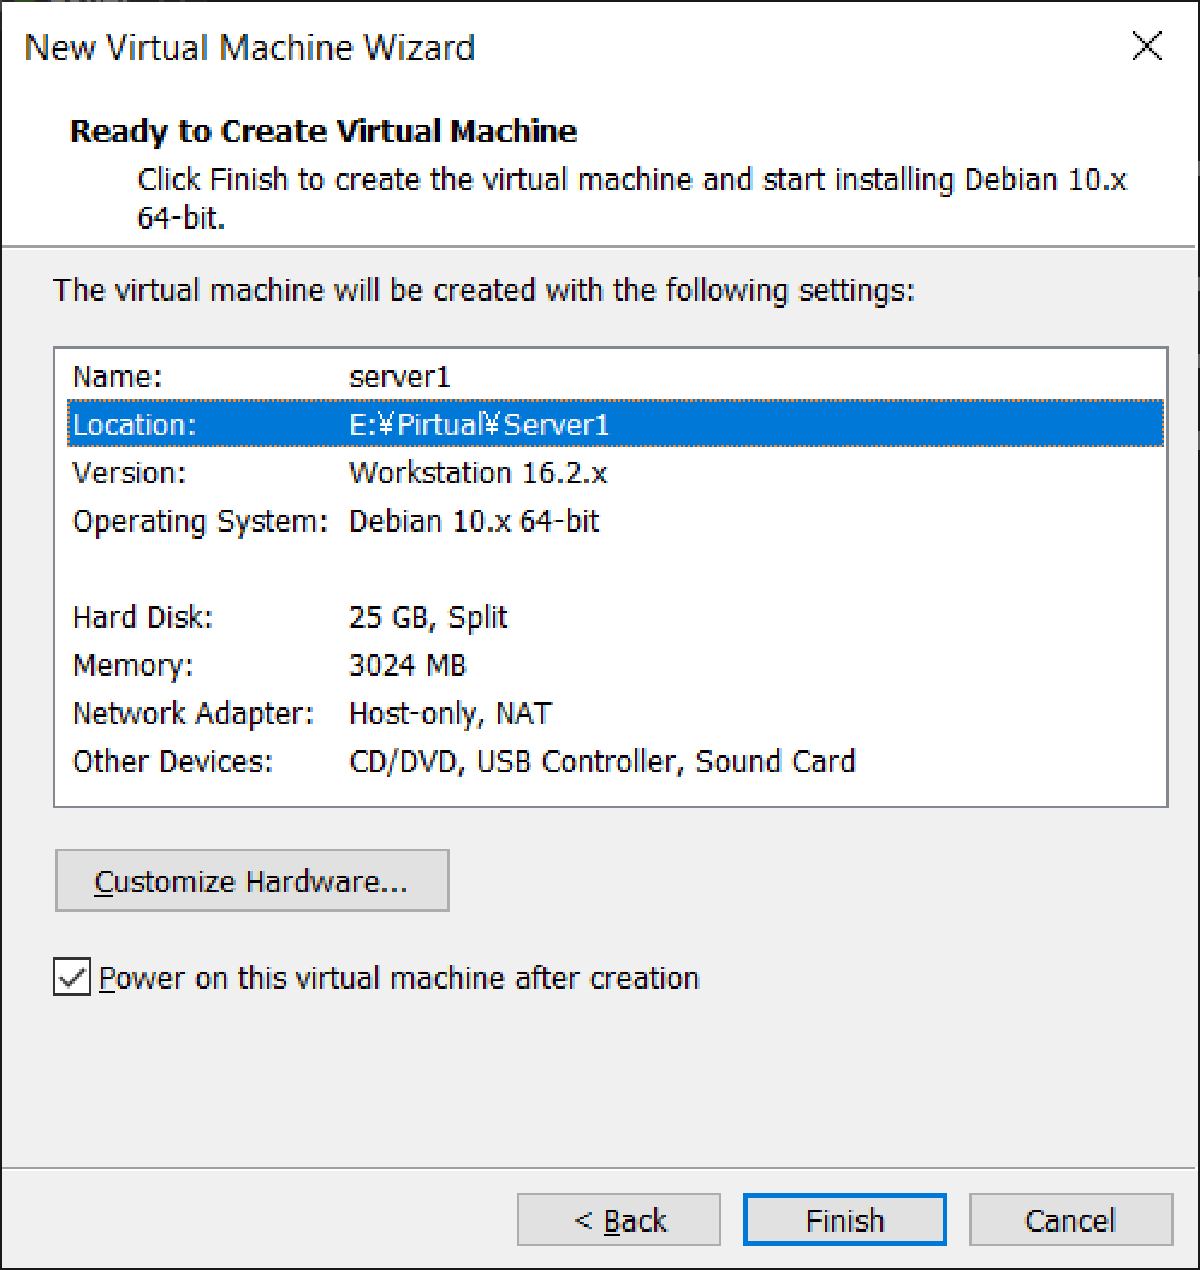 New Virtual Machine Wizard
Ready to Create Virtual Machine
Click Finish to create the virtual machine and start installing Debian 10.x
64-bit.
The virtual machine will be created with the following settings:
Name: server1
Location: E:¥Pirtual¥Server1
Version: Workstation 16.2.x
Operating System: Debian 10.x 64-bit
Hard Disk: 25 GB, Split
Memory: 3024 MB
Network Adapter: Host-only, NAT
Other Devices: CD/DVD, USB Controller, Sound Card
Customize Hardware...
Power on this virtual machine after creation
< Back Finish Cancel